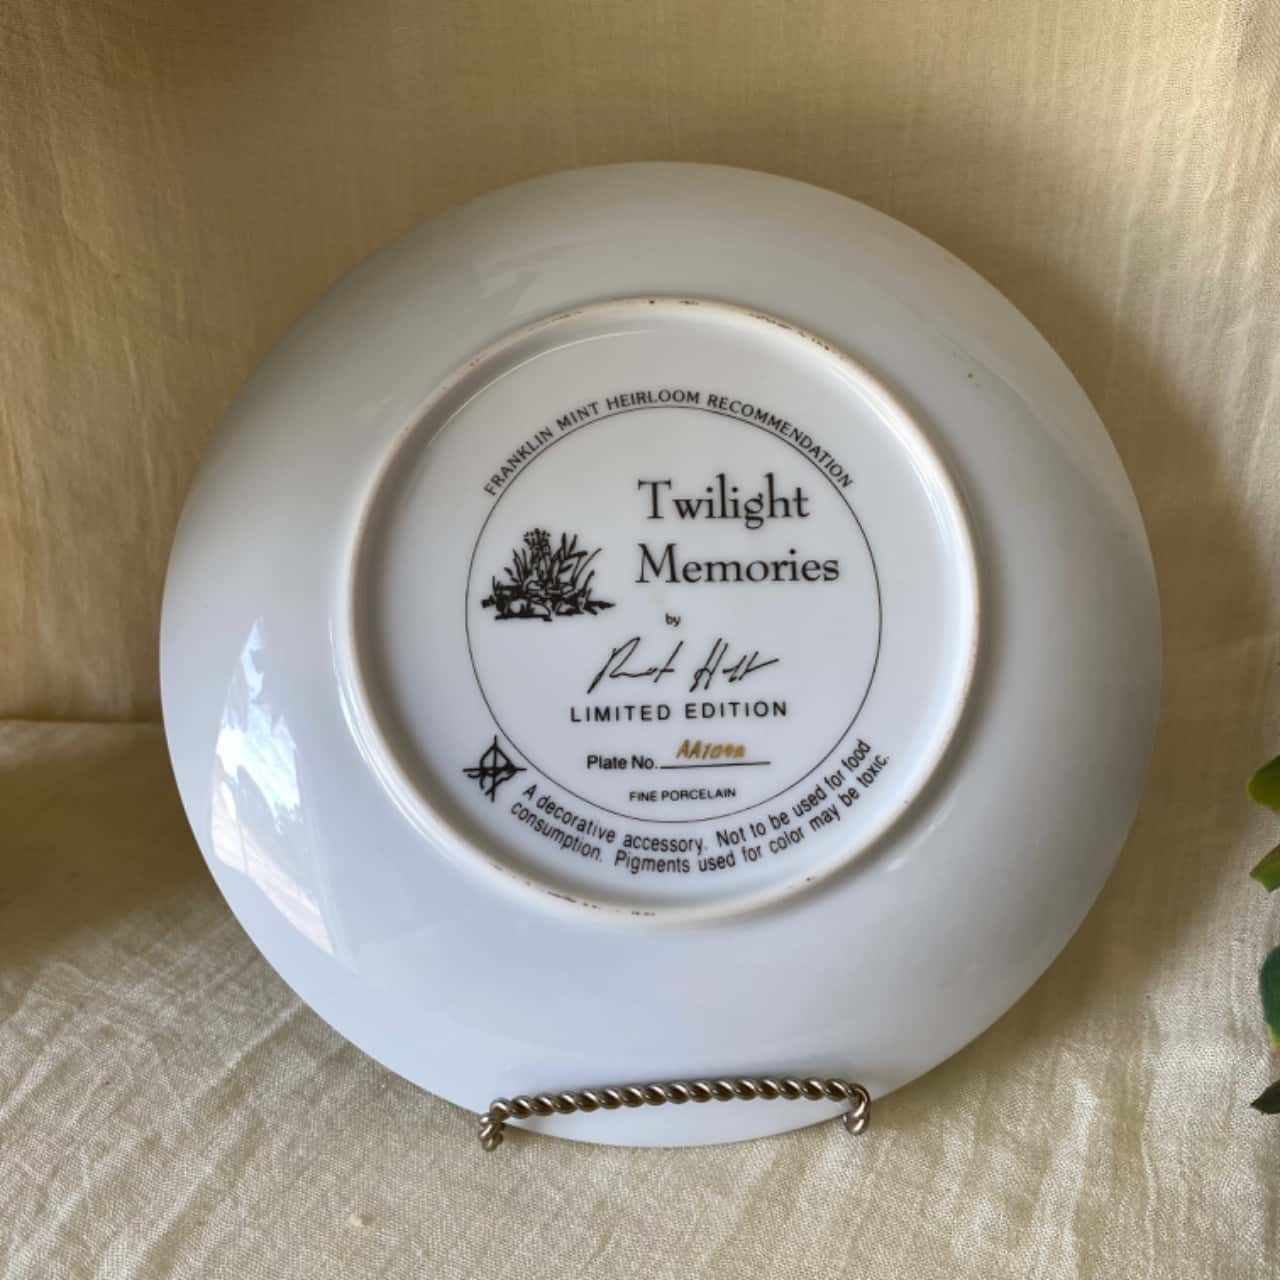 FRANKLIN MINT HEIRLOOM RECOMMENDATION
Twilight
Memories
by
LIMITED EDITION
Plate No.
FINE PORCELAIN
A decorative accessory. Not to be used for food
consumption. Pigments used for color may be toxic.